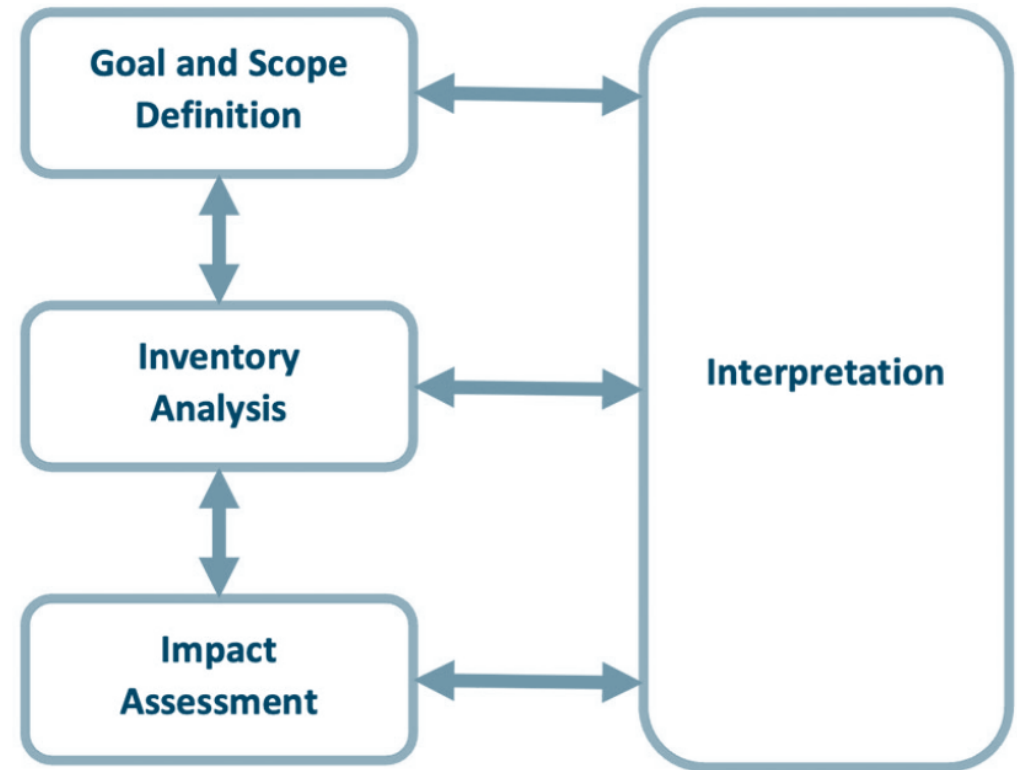 Goal and Scope
Definition
Inventory
Analysis
Interpretation
Impact
Assessment